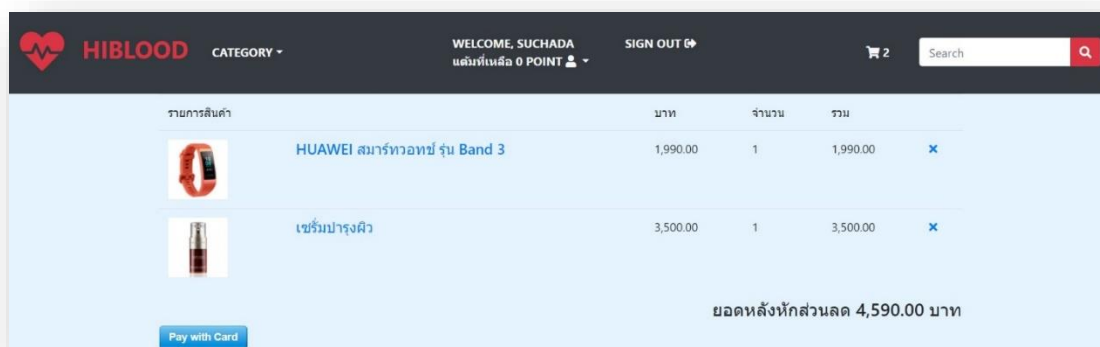 HIBLOOD CATEGORY
WELCOME, SUCHADA
แต้มที่เหลือ 0 POINT
SIGN OUT
2
Search
รายการสินค้า บาท จำนวน รวม
HUAWEI สมาร์ทวอทช์ รุ่น Band 3 1,990.00 1 1,990.00 ×
เซรั่มบำรุงผิว 3,500.00 1 3,500.00 ×
ยอดหลังหักส่วนลด 4,590.00 บาท
Pay with Card